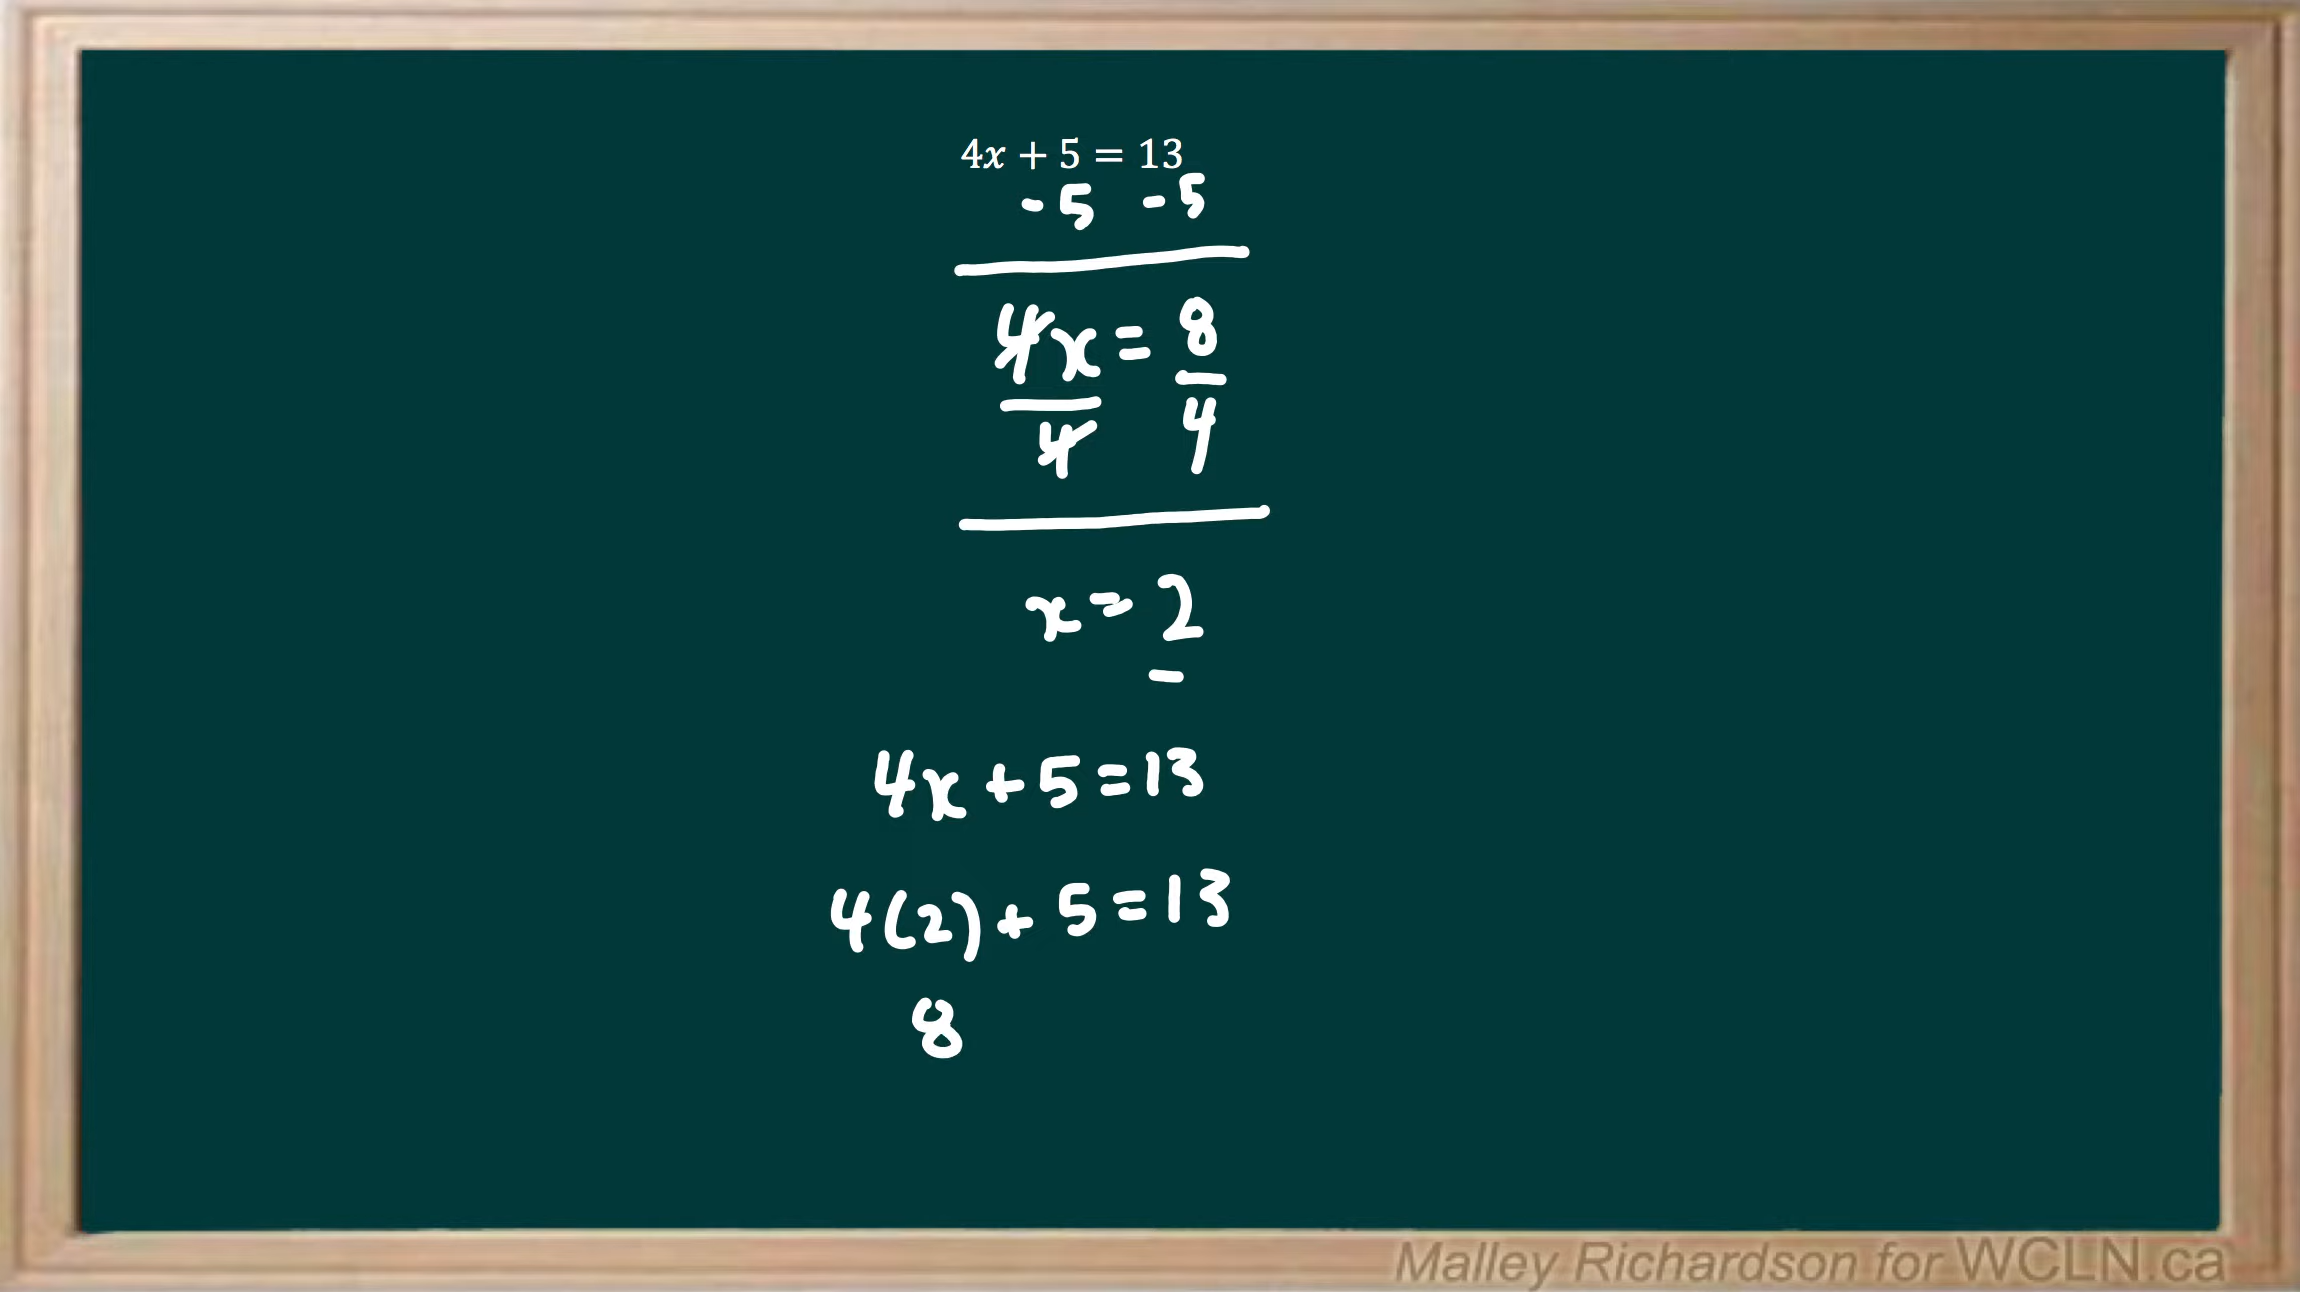 4x + 5 = 13
-5 -5
4x = 8
4 4
x = 2
4x + 5 = 13
4(2) + 5 = 13
8
Malley Richardson for WCLN.ca